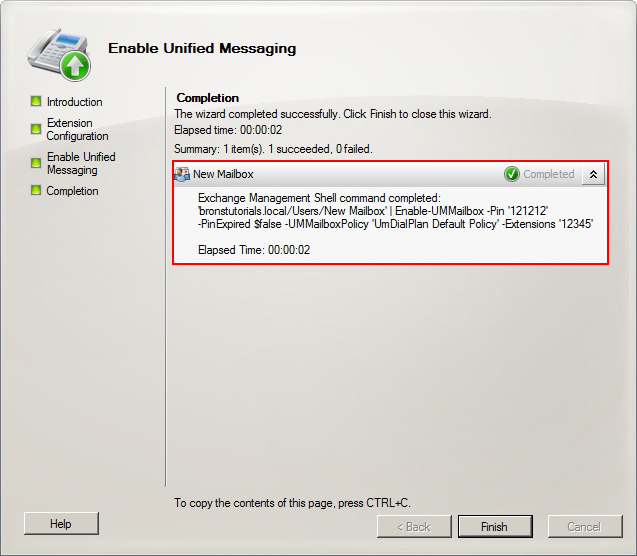 Enable Unified Messaging
Introduction
Extension
Configuration
Enable Unified
Messaging
Completion
Completion
The wizard completed successfully. Click Finish to close this wizard.
Elapsed time: 00:00:02
Summary: 1 item(s). 1 succeeded, 0 failed.
New Mailbox
Completed
Exchange Management Shell command completed:
'bronstutorials.local/Users/New Mailbox' | Enable-UMMailbox -Pin '121212'
-PinExpired $false -UMMailboxPolicy 'UmDialPlan Default Policy' -Extensions '12345'
Elapsed Time: 00:00:02
To copy the contents of this page, press CTRL+C.
Help
< Back
Finish
Cancel